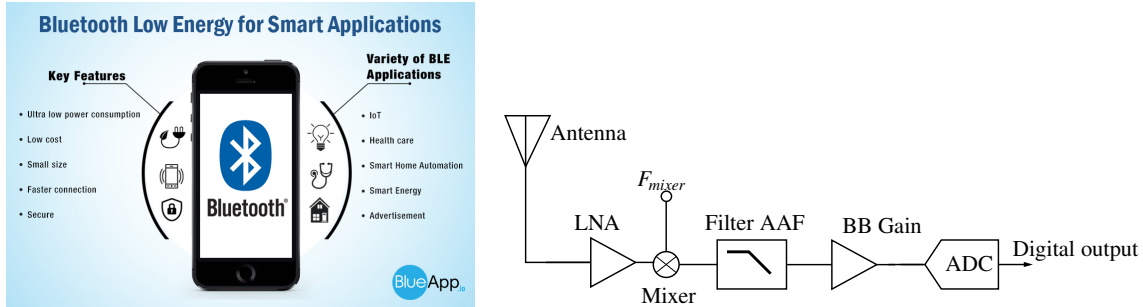 Bluetooth Low Energy for Smart Applications
Key Features
• Ultra low power consumption
• Low cost
• Small size
• Faster connection
• Secure
Bluetooth®
Variety of BLE
Applications
• IoT
• Health care
• Smart Home Automation
• Smart Energy
• Advertisement
BlueApp.io
Antenna
F_mixer
LNA
Mixer
Filter AAF
BB Gain
ADC
Digital output